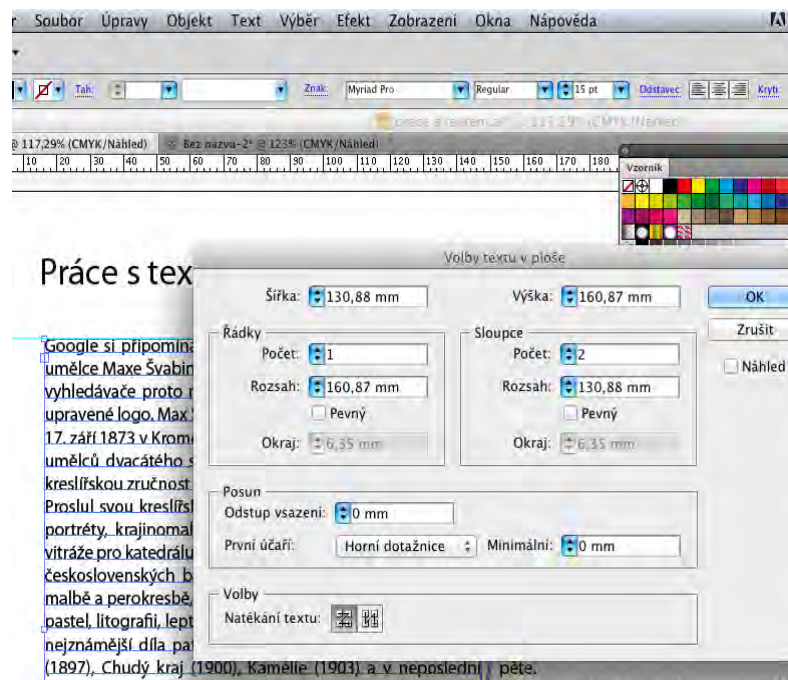 Soubor Úpravy Objekt Text Výběr Efekt Zobrazení Okna Nápověda
Tah: Znak: Myriad Pro Regular 15 pt Odstavec: Krytí:
@ 117,29% (CMYK/Náhled) × Bez názvu-2* @ 123% (CMYK/Náhled)
10 20 30 40 50 60 70 80 90 100 110 120 130 140 150 160 170 180
Vzorník
Práce s tex
Volby textu v ploše
Šířka: 130,88 mm Výška: 160,87 mm OK
Zrušit
Náhled
Řádky Sloupce
Počet: 1 Počet: 2
Rozsah: 160,87 mm Rozsah: 130,88 mm
Pevný Pevný
Okraj: 6,35 mm Okraj: 6,35 mm
Posun
Odstup vsazení: 0 mm
První účaří: Horní dotažnice Minimální: 0 mm
Volby
Natékání textu:
Google si připomíná
umělce Maxe Švabin
vyhledávače proto
upravené logo. Max
17. září 1873 v Krom
umělců dvacátého s
kreslířskou zručnost
Proslul svou kreslířs
portréty, krajinomal
vitráže pro katedrálu
československých b
malbě a perokresbě,
pastel, litografii, lept
nejznámější díla pat
(1897), Chudý kraj (1900), Kamélie (1903) a v neposlední péte.